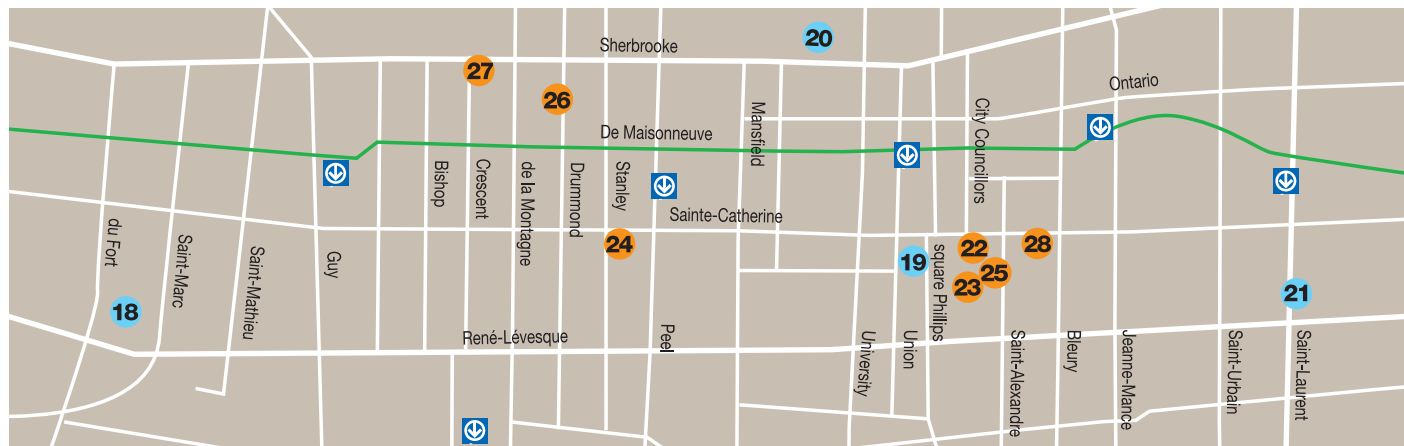 20
Sherbrooke
27
26
Ontario
Mansfield
City Councillors
De Maisonneuve
Bishop
Crescent
de la Montagne
Drummond
Stanley
Sainte-Catherine
du Fort
Saint-Marc
Saint-Mathieu
Guy
24
19
square Phillips
22
25
23
28
18
21
René-Lévesque
Peel
University
Union
Saint-Alexandre
Bleury
Jeanne-Mance
Saint-Urbain
Saint-Laurent